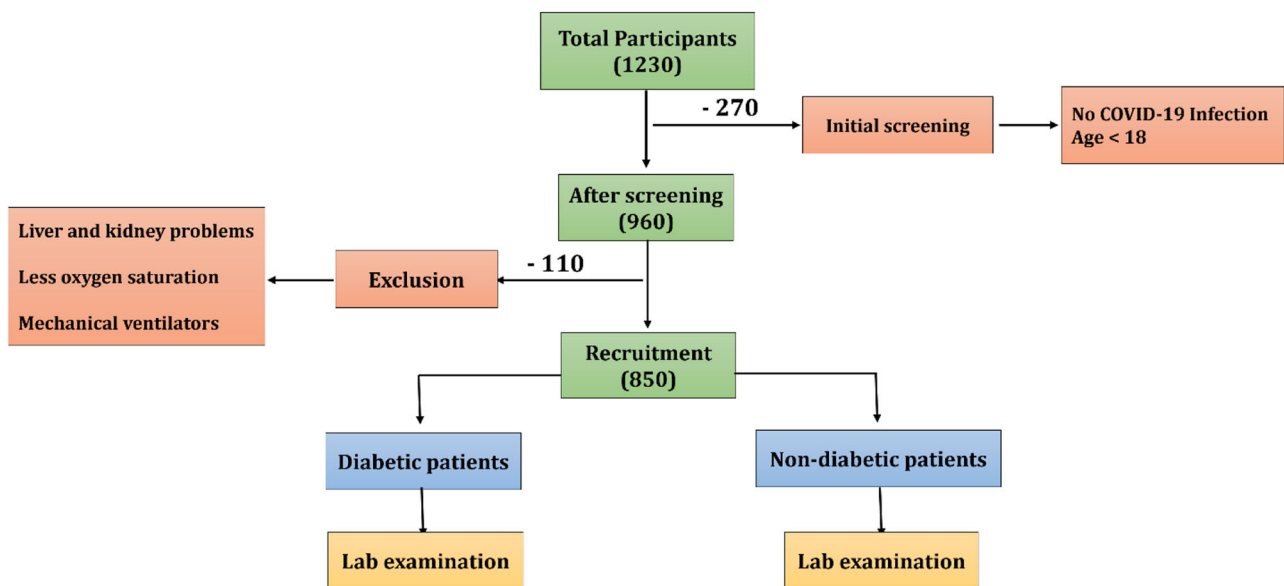 Total Participants
(1230)
- 270
Initial screening
No COVID-19 Infection
Age < 18
After screening
(960)
Liver and kidney problems
Less oxygen saturation
Mechanical ventilators
Exclusion
- 110
Recruitment
(850)
Diabetic patients
Non-diabetic patients
Lab examination
Lab examination